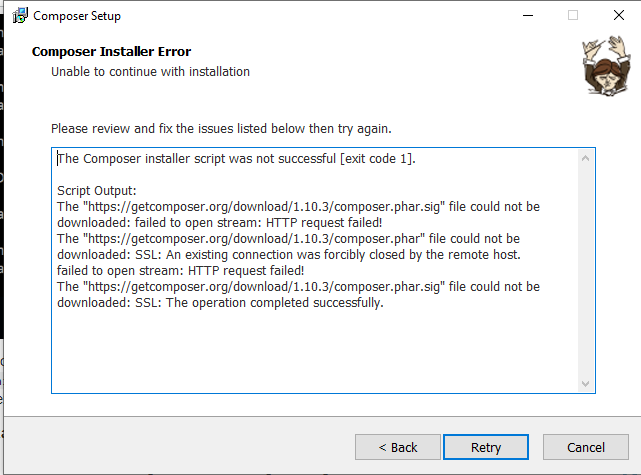 Composer Setup
Composer Installer Error
Unable to continue with installation
Please review and fix the issues listed below then try again.
The Composer installer script was not successful [exit code 1].
Script Output:
The "https://getcomposer.org/download/1.10.3/composer.phar.sig" file could not be
downloaded: failed to open stream: HTTP request failed!
The "https://getcomposer.org/download/1.10.3/composer.phar" file could not be
downloaded: SSL: An existing connection was forcibly closed by the remote host.
failed to open stream: HTTP request failed!
The "https://getcomposer.org/download/1.10.3/composer.phar.sig" file could not be
downloaded: SSL: The operation completed successfully.
< Back
Retry
Cancel